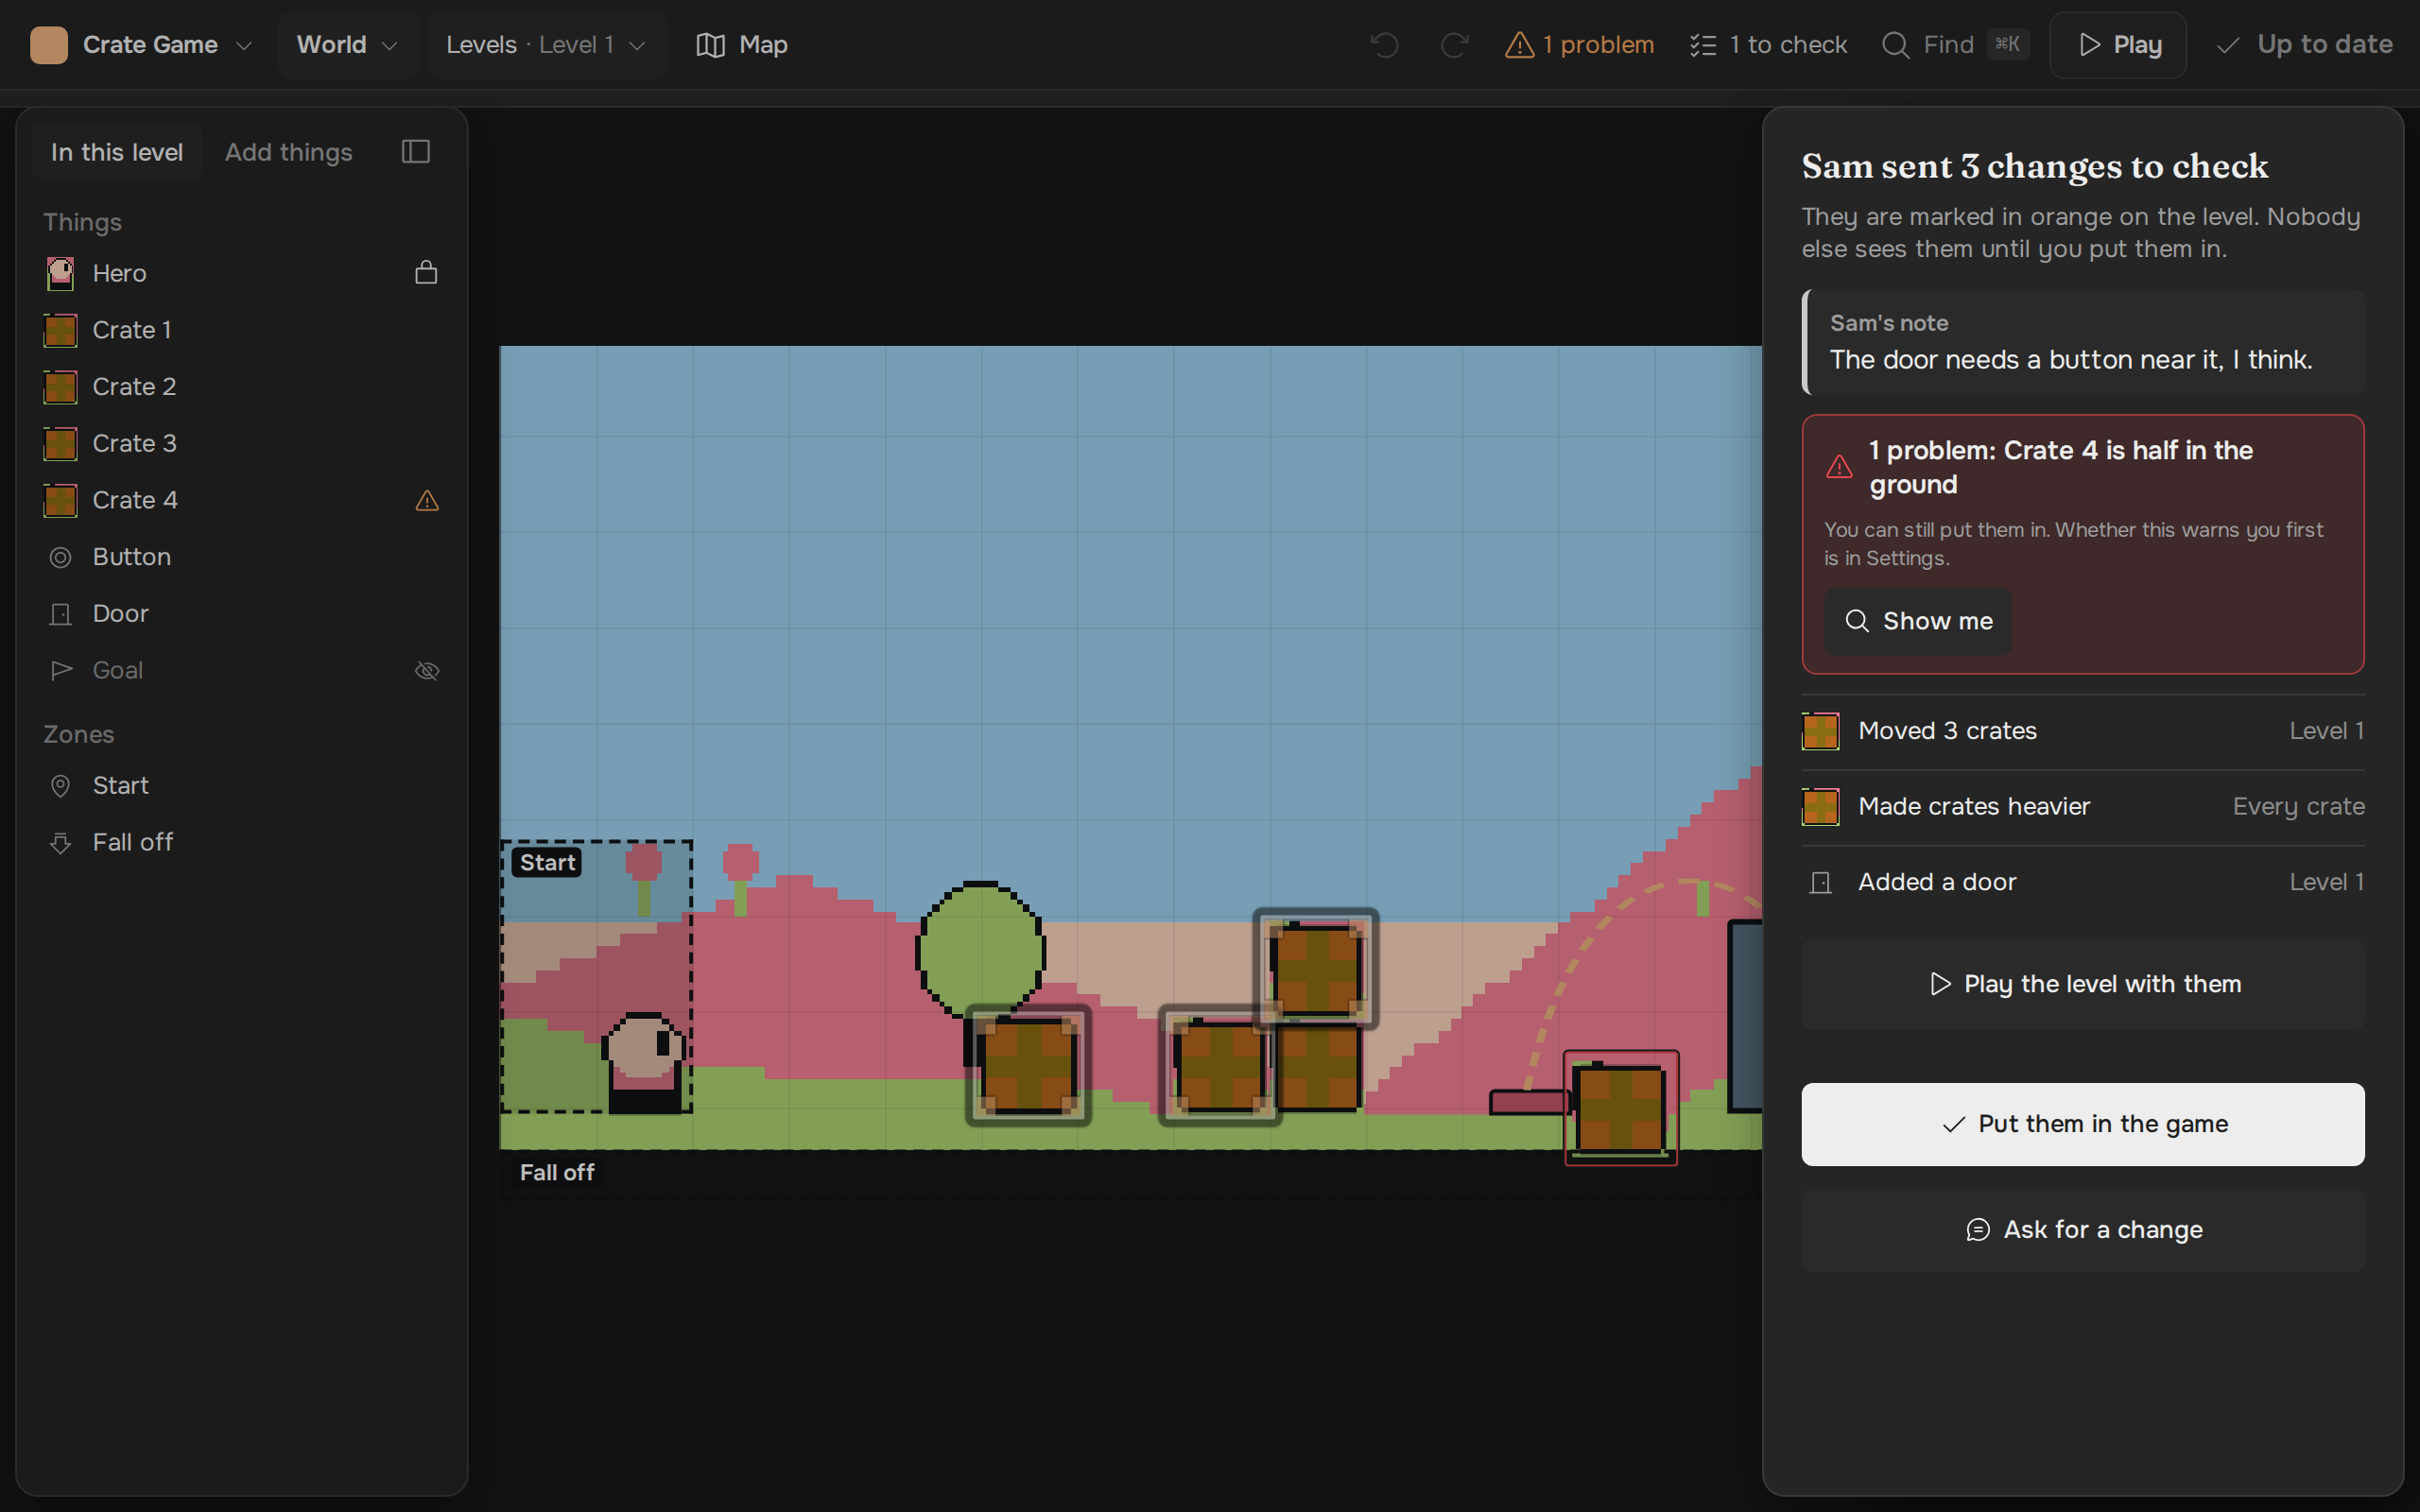 Crate Game
World
Levels · Level 1
Map
1 problem
1 to check
Find ⌘K
Play
Up to date
In this level
Add things
Things
Hero
Crate 1
Crate 2
Crate 3
Crate 4
Button
Door
Goal
Zones
Start
Fall off
Start
Fall off
Sam sent 3 changes to check
They are marked in orange on the level. Nobody
else sees them until you put them in.
Sam's note
The door needs a button near it, I think.
1 problem: Crate 4 is half in the
ground
You can still put them in. Whether this warns you first
is in Settings.
Show me
Moved 3 crates Level 1
Made crates heavier Every crate
Added a door Level 1
Play the level with them
Put them in the game
Ask for a change